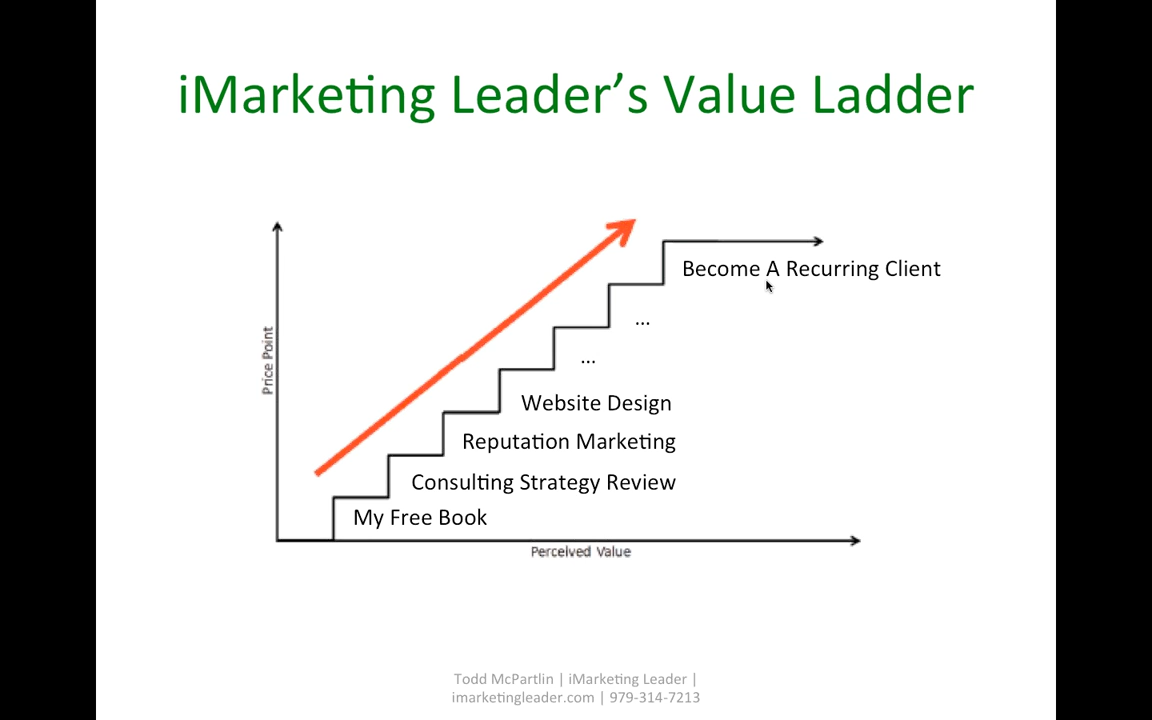 iMarketing Leader’s Value Ladder
Become A Recurring Client
...
...
Website Design
Reputation Marketing
Consulting Strategy Review
My Free Book
Price Point
Perceived Value
Todd McPartlin | iMarketing Leader |
imarketingleader.com | 979-314-7213